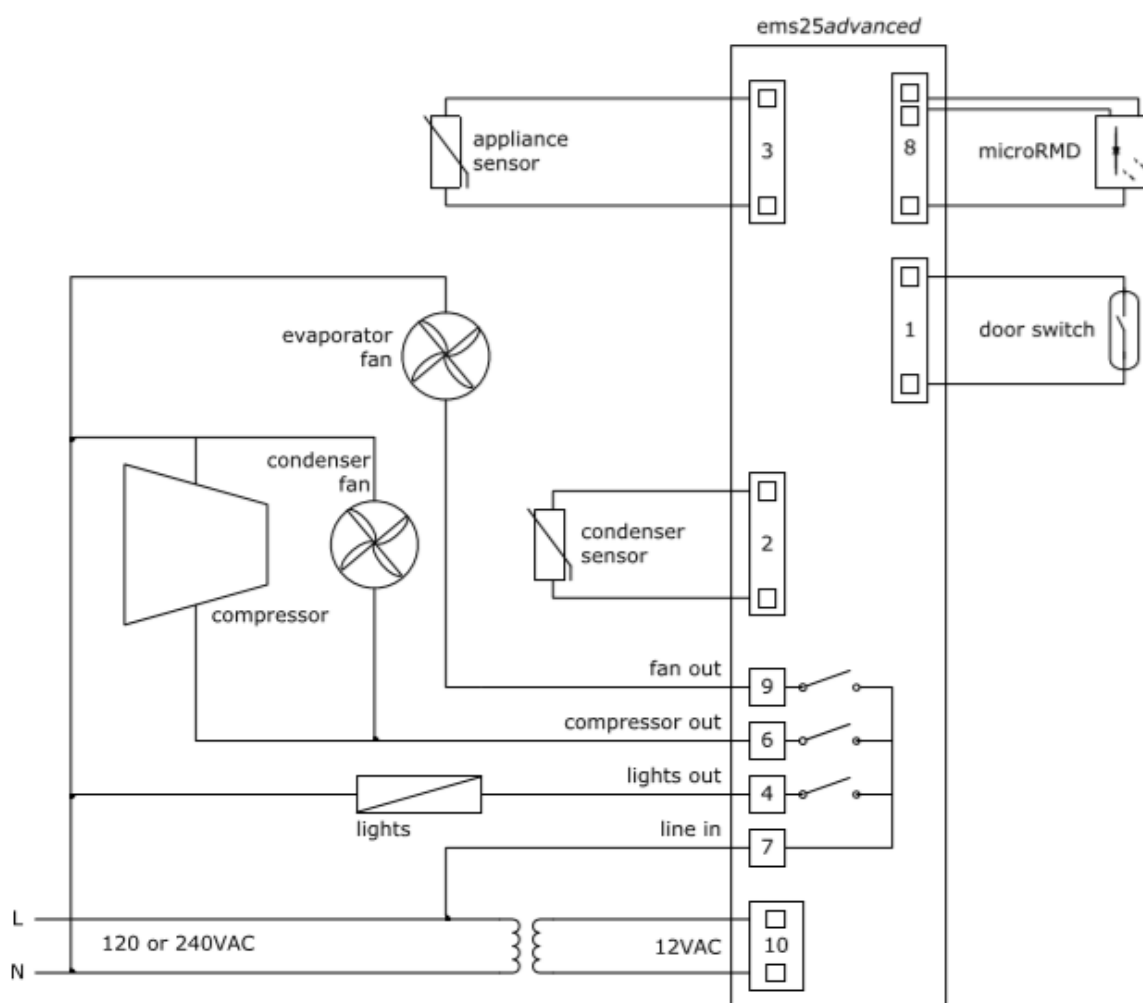 ems25advanced
appliance
sensor
3
8
microRMD
evaporator
fan
1
door switch
condenser
fan
compressor
condenser
sensor
2
fan out
9
compressor out
6
lights out
4
lights
line in
7
L
120 or 240VAC
12VAC
10
N